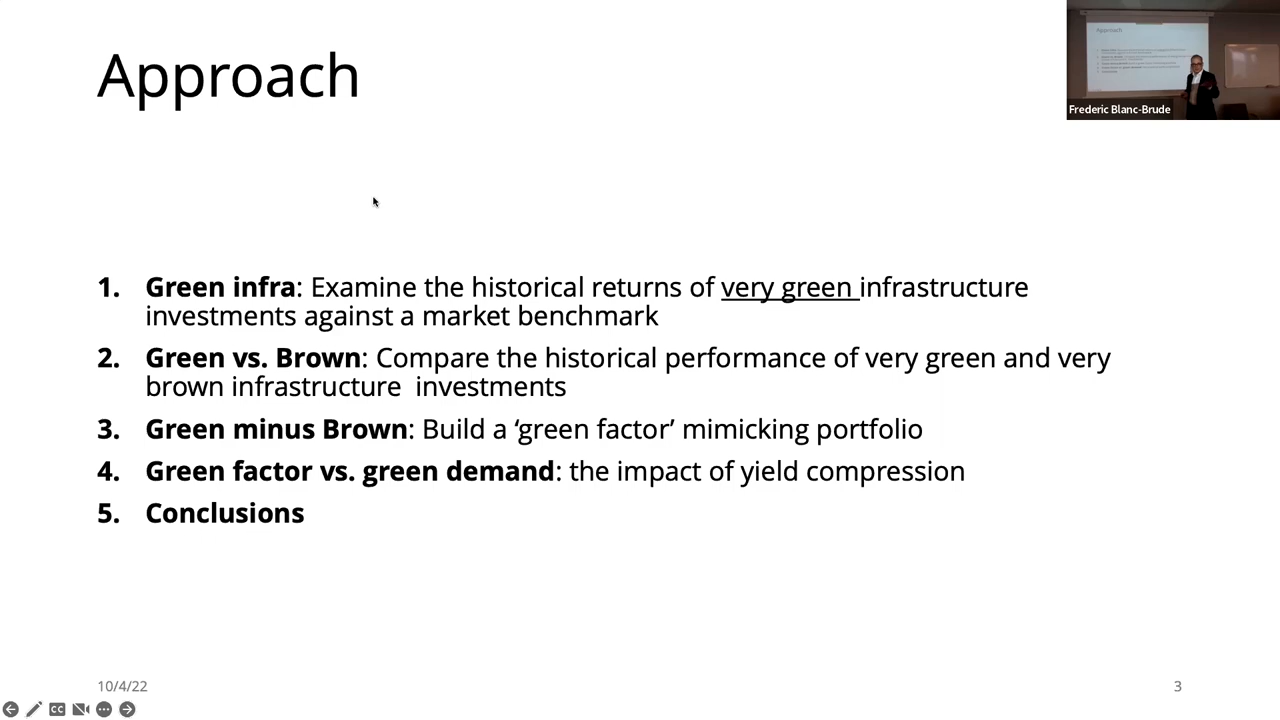 Approach
Frederic Blanc-Brude
1. Green infra: Examine the historical returns of very green infrastructure
investments against a market benchmark
2. Green vs. Brown: Compare the historical performance of very green and very
brown infrastructure  investments
3. Green minus Brown: Build a ‘green factor’ mimicking portfolio
4. Green factor vs. green demand: the impact of yield compression
5. Conclusions
10/4/22
3
CC